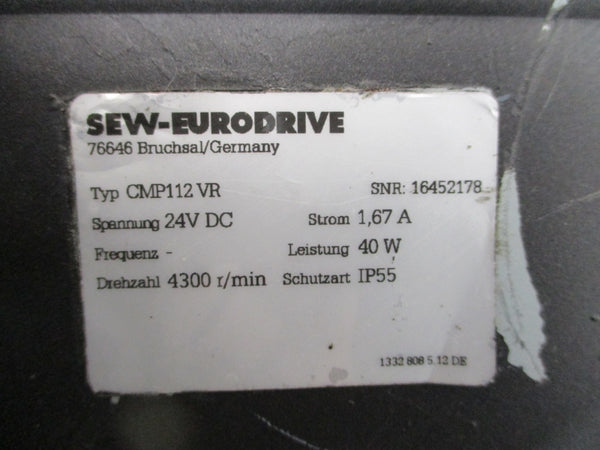 SEW-EURODRIVE
76646 Bruchsal/Germany
Typ CMP112 VR SNR: 16452178
Spannung 24V DC Strom 1,67 A
Frequenz - Leistung 40 W
Drehzahl 4300 r/min Schutzart IP55
1332 808 5.12 DE